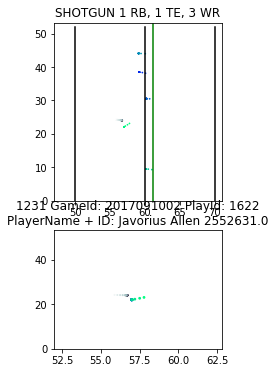 SHOTGUN 1 RB, 1 TE, 3 WR
50
40
30
20
10
0
50 55 60 65 70
1231 GameId: 2017091002 PlayId: 1622
PlayerName + ID: Javorius Allen 2552631.0
40
20
0
52.5 55.0 57.5 60.0 62.5